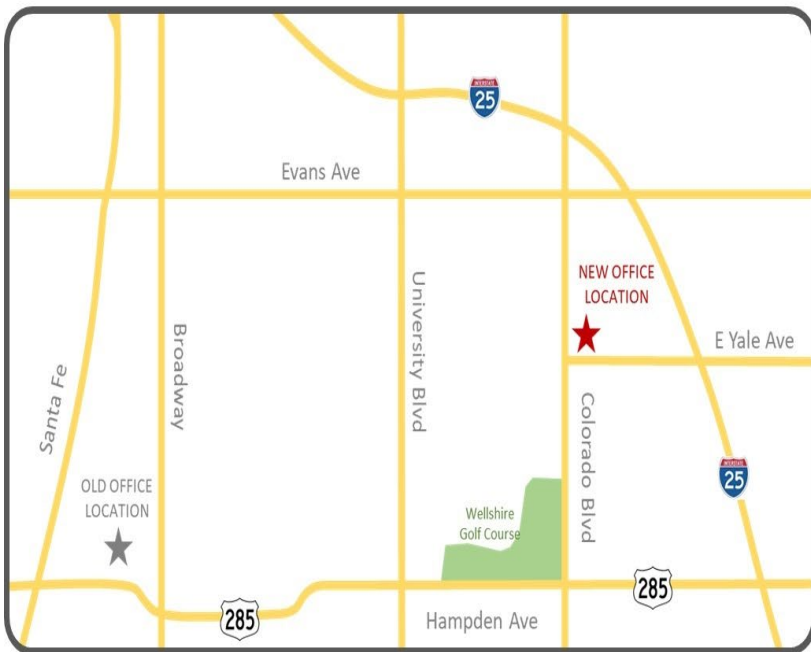 INTERSTATE
25
Evans Ave
NEW OFFICE
LOCATION
University Blvd
Broadway
E Yale Ave
Santa Fe
Colorado Blvd
INTERSTATE
25
OLD OFFICE
LOCATION
Wellshire
Golf Course
285
285
Hampden Ave